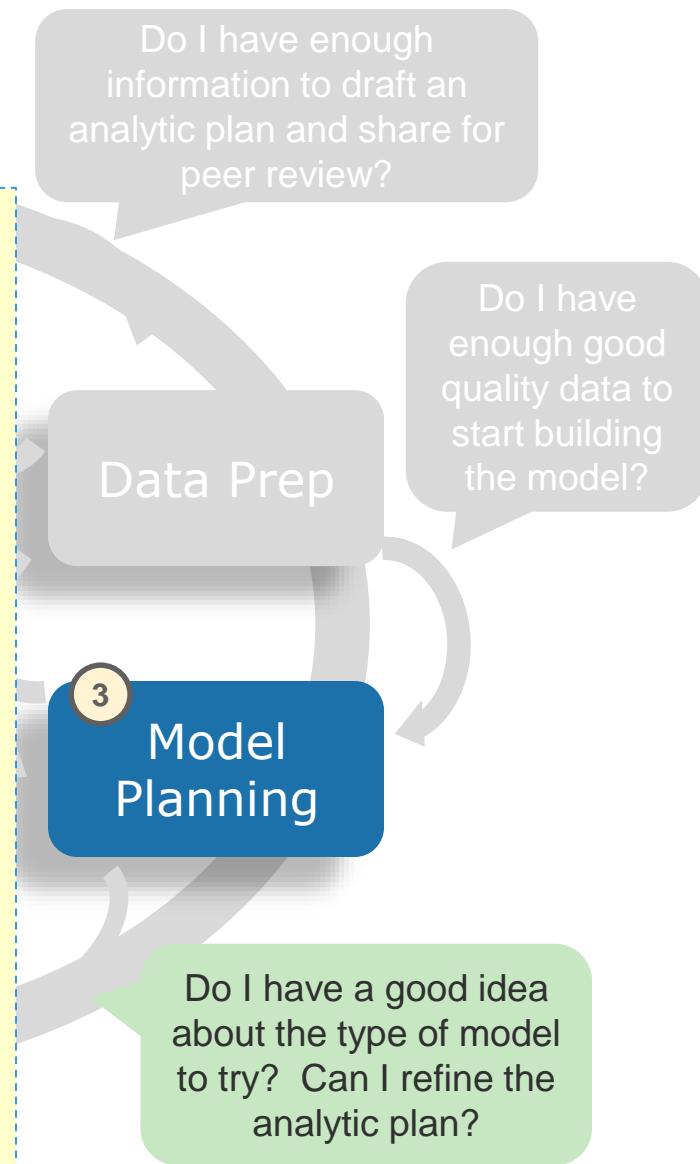 Do I have enough
information to draft an
analytic plan and share for
peer review?
Do I have
enough good
quality data to
start building
the model?
Data Prep
3
Model
Planning
Do I have a good idea
about the type of model
to try?  Can I refine the
analytic plan?